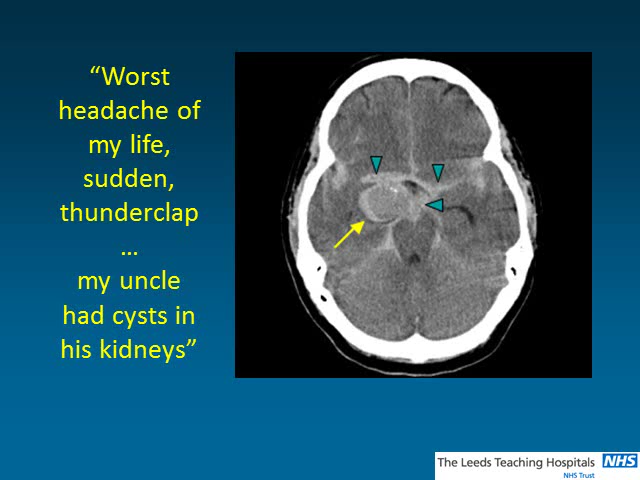 “Worst
headache of
my life,
sudden,
thunderclap
…
my uncle
had cysts in
his kidneys”
The Leeds Teaching Hospitals NHS
NHS Trust